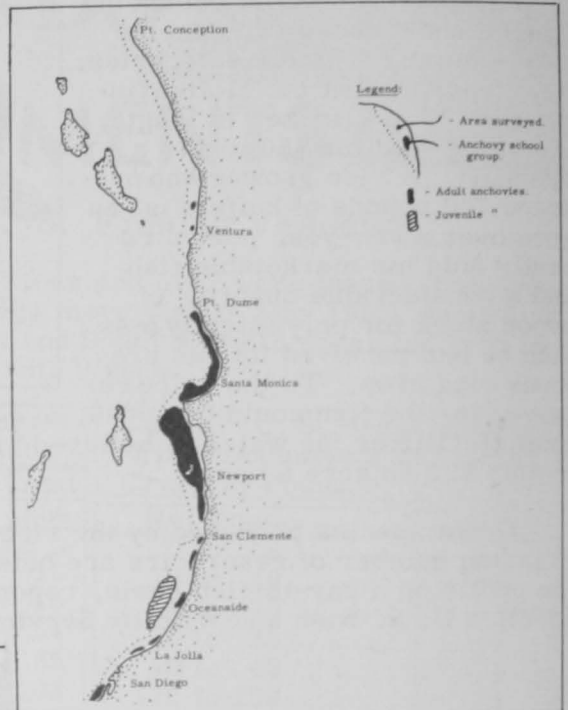 Pt. Conception
Legend:
- Area surveyed.
- Anchovy school
group.
- Adult anchovies.
- Juvenile "
Ventura
Pt. Dume
Santa Monica
Newport
San Clemente
Oceanside
La Jolla
San Diego